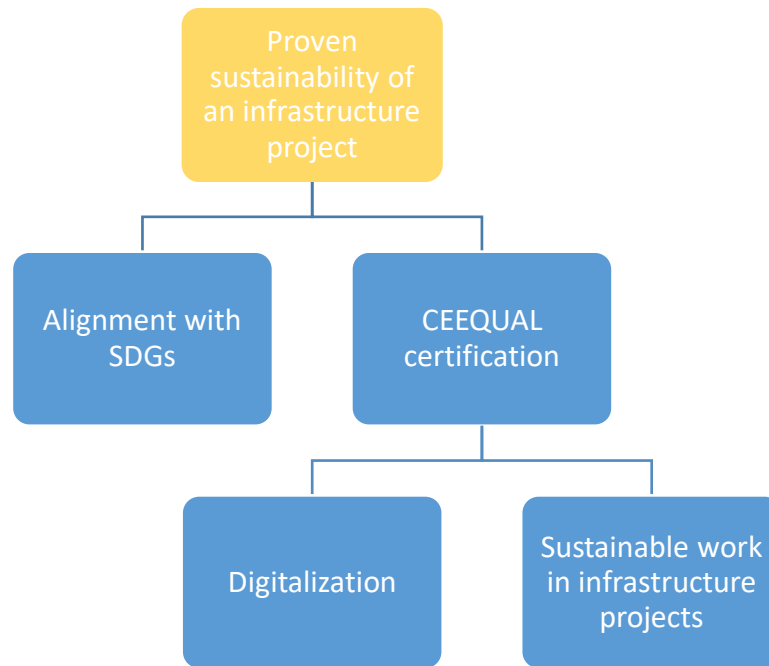 Proven
sustainability of
an infrastructure
project
Alignment with
SDGs
CEEQUAL
certification
Digitalization
Sustainable work
in infrastructure
projects